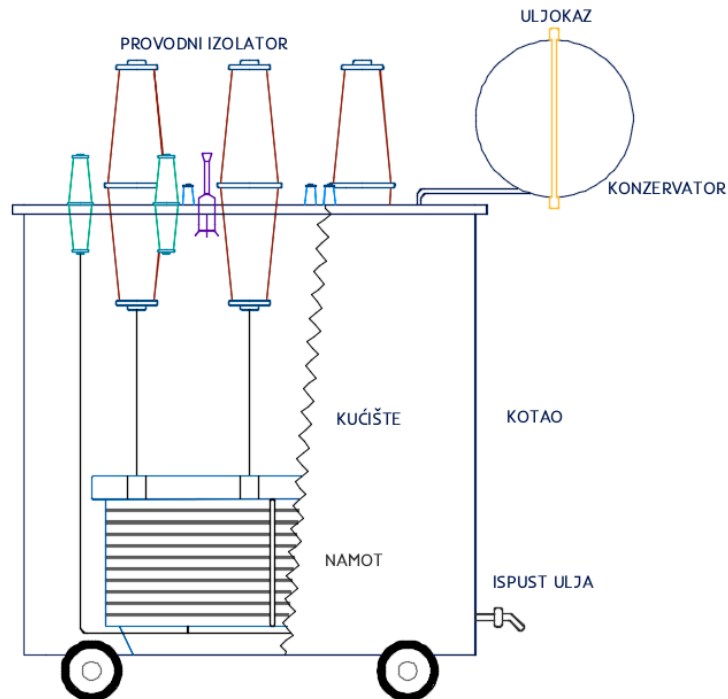 ULJOKAZ
PROVODNI IZOLATOR
KONZERVATOR
KUĆIŠTE
KOTAO
NAMOT
ISPUST ULJA